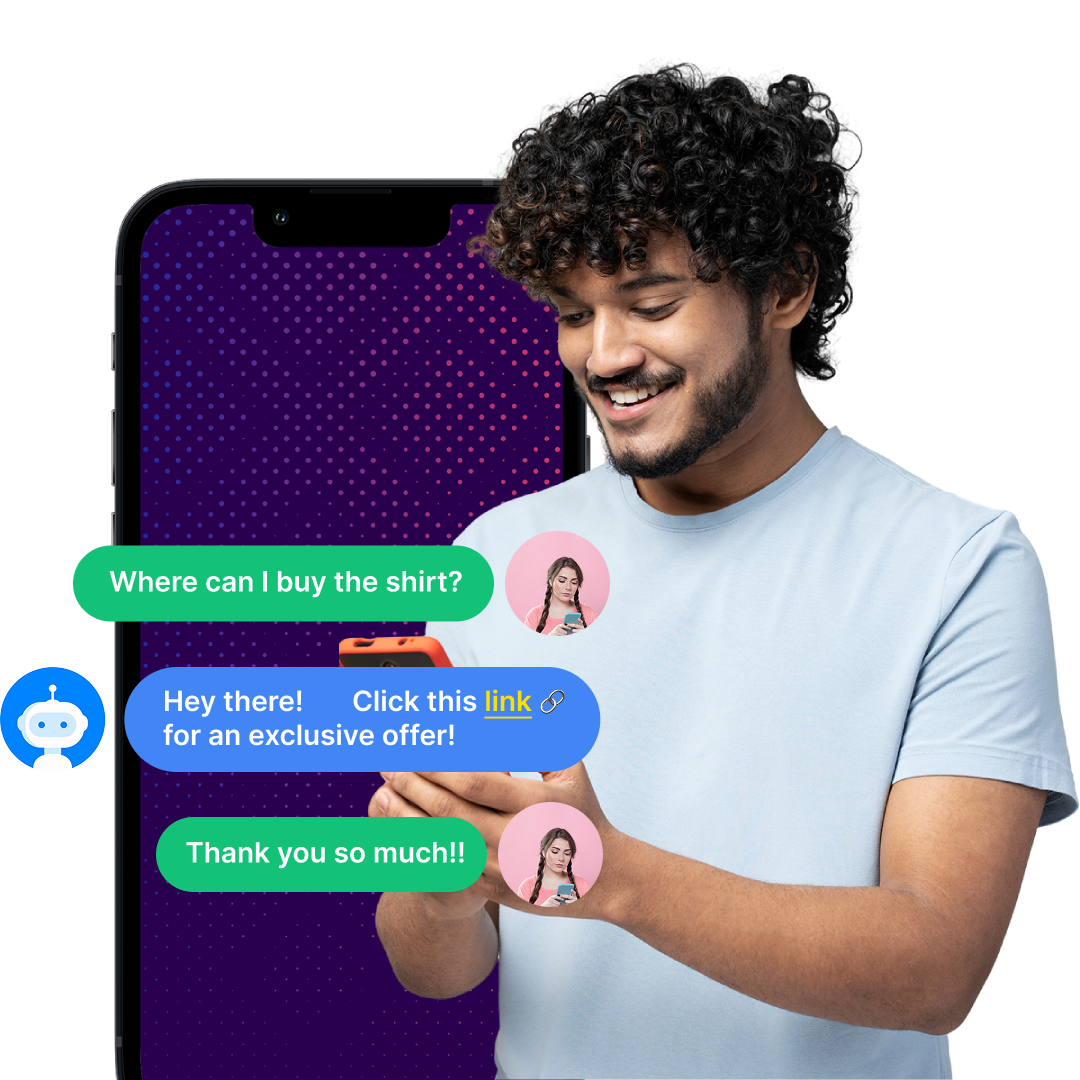 Where can I buy the shirt?
Hey there! Click this link 🔗
for an exclusive offer!
Thank you so much!!